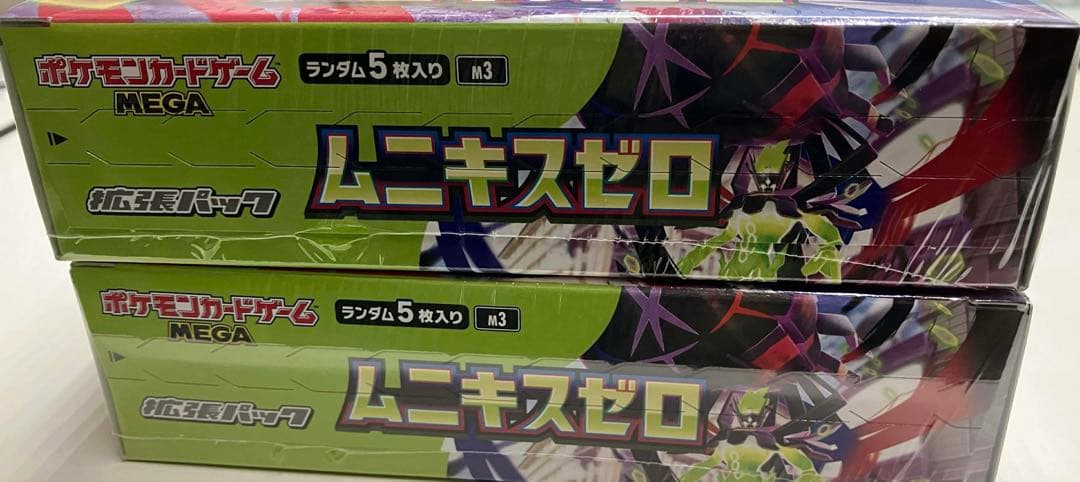 ポケモンカードゲーム
MEGA
ランダム5枚入り
M3
ムニキスゼロ
拡張パック
ポケモンカードゲーム
MEGA
ランダム5枚入り
M3
ムニキスゼロ
拡張パック